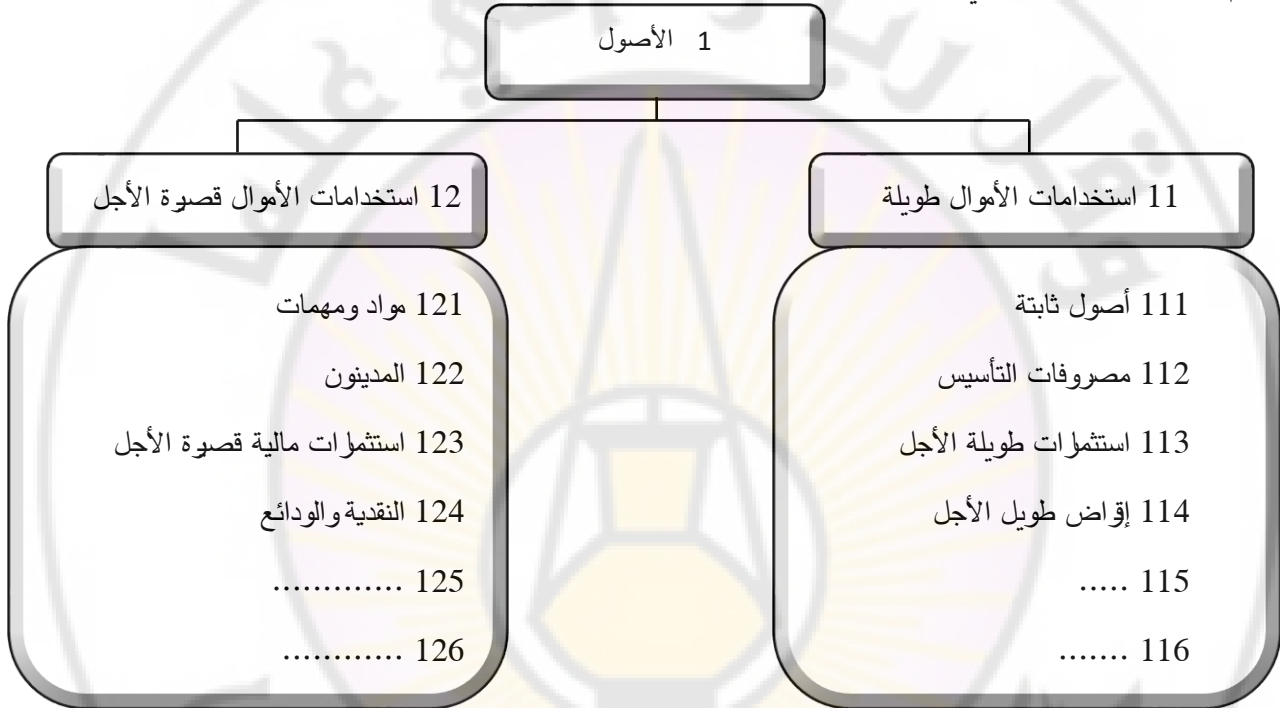 1 الأصول
11 استخدامات الأموال طويلة
111 أصول ثابتة
112 مصروفات التأسيس
113 استثمارات طويلة الأجل
114 إقراض طويل الأجل
115 .....
116 .......
12 استخدامات الأموال قصيرة الأجل
121 مواد ومهمات
122 المدينون
123 استثمارات مالية قصيرة الأجل
124 النقدية والودائع
125 .............
126 ............